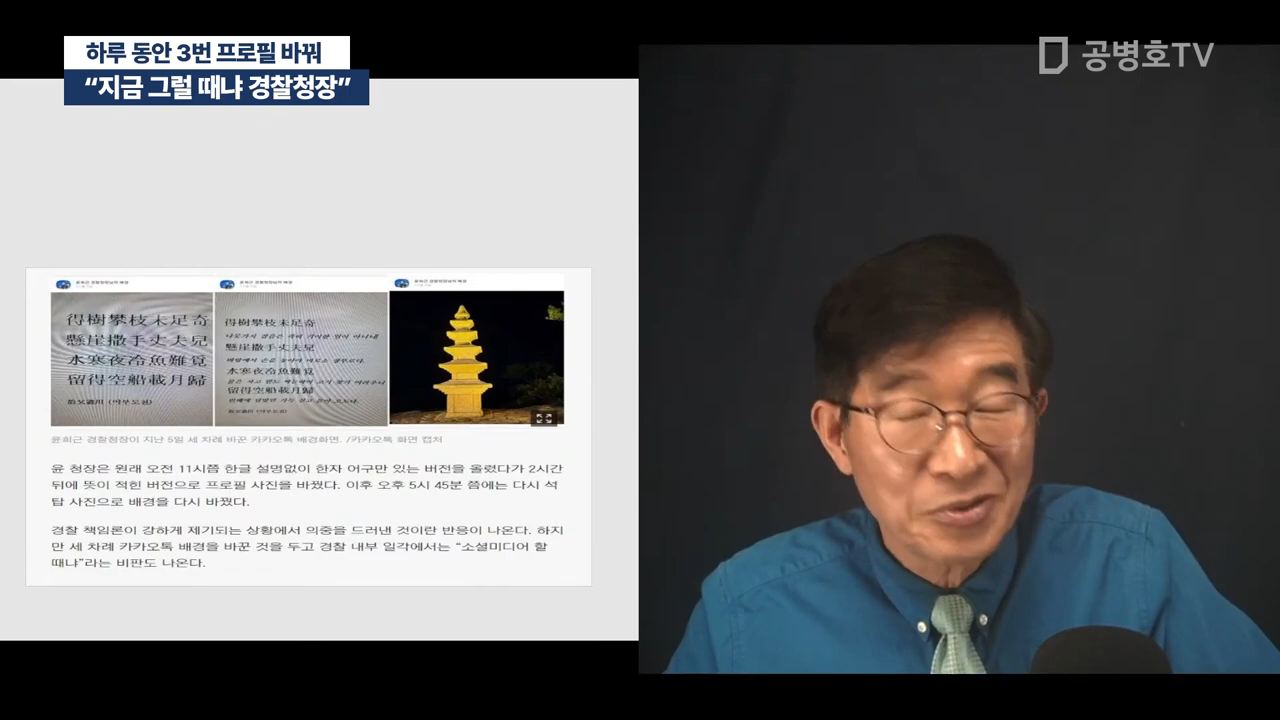 하루 동안 3번 프로필 바꿔
“지금 그럴 때냐 경찰청장”
공병호TV
得樹攀枝未足奇
懸崖撒手丈夫兒
水寒夜冷魚難覓
留得空船載月歸
得樹攀枝未足奇
懸崖撒手丈夫兒
水寒夜冷魚難覓
留得空船載月歸
윤희근 경찰청장이 지난 5일 세 차례 바꾼 카카오톡 배경화면. /카카오톡 화면 캡처
윤 청장은 원래 오전 11시쯤 한글 설명없이 한자 어구만 있는 버전을 올렸다가 2시간
뒤에 뜻이 적힌 버전으로 프로필 사진을 바꿨다. 이후 오후 5시 45분 쯤에는 다시 석
탑 사진으로 배경을 다시 바꿨다.
경찰 책임론이 강하게 제기되는 상황에서 의중을 드러낸 것이란 반응이 나온다. 하지
만 세 차례 카카오톡 배경을 바꾼 것을 두고 경찰 내부 일각에서는 “소셜미디어 할
때냐”라는 비판도 나온다.